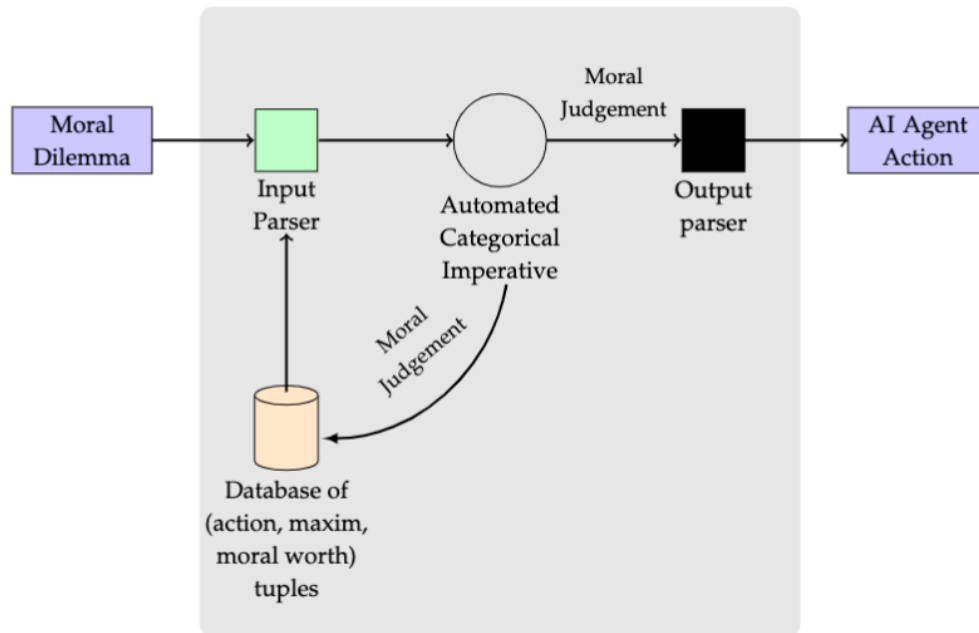 Moral
Dilemma
Input
Parser
Automated
Categorical
Imperative
Moral
Judgement
Output
parser
AI Agent
Action
Moral
Judgement
Database of
(action, maxim,
moral worth)
tuples